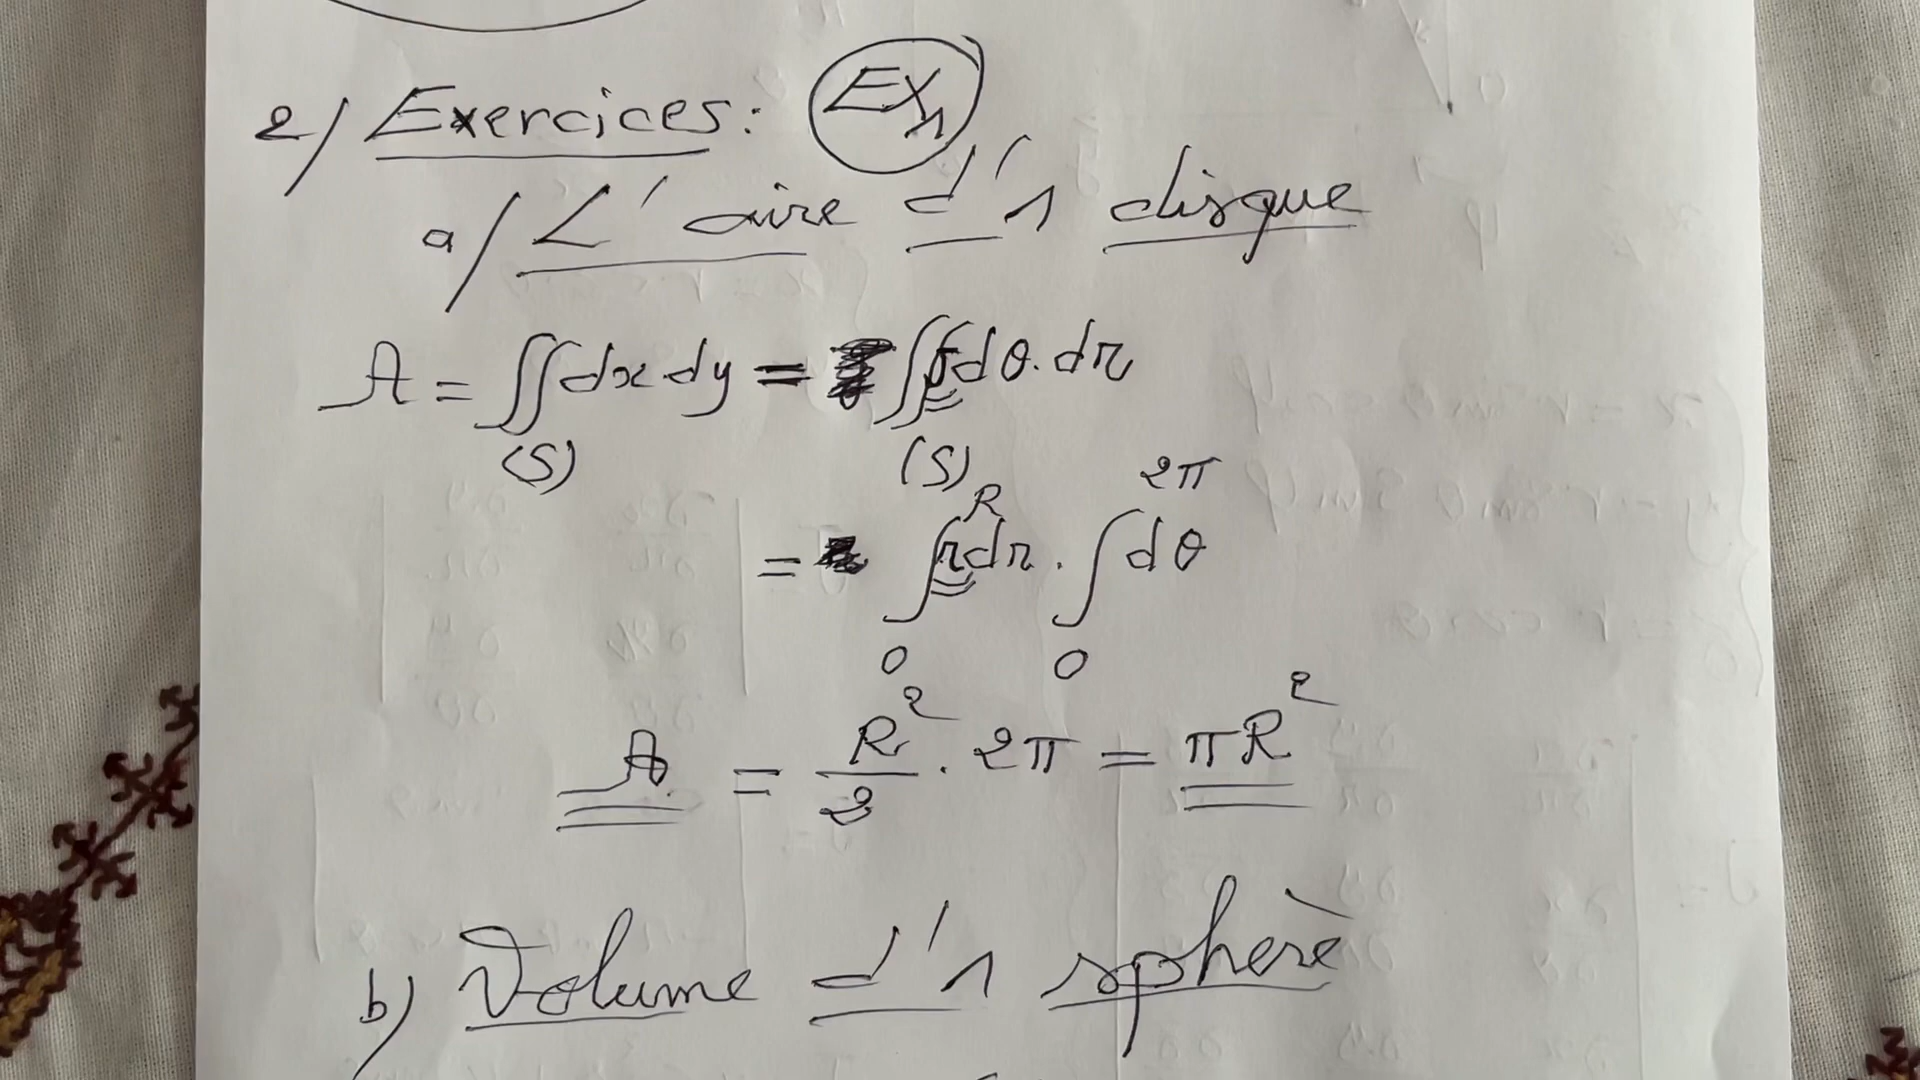 2/ Exercices: EX1
a/ L'aire d'1 disque
A = ∬(S) dx.dy = ∬(S) r dθ.dr
= ∫₀ᴿ r dr . ∫₀^2π dθ
A = R²/2 . 2π = πR²
b) Volume d'1 sphère